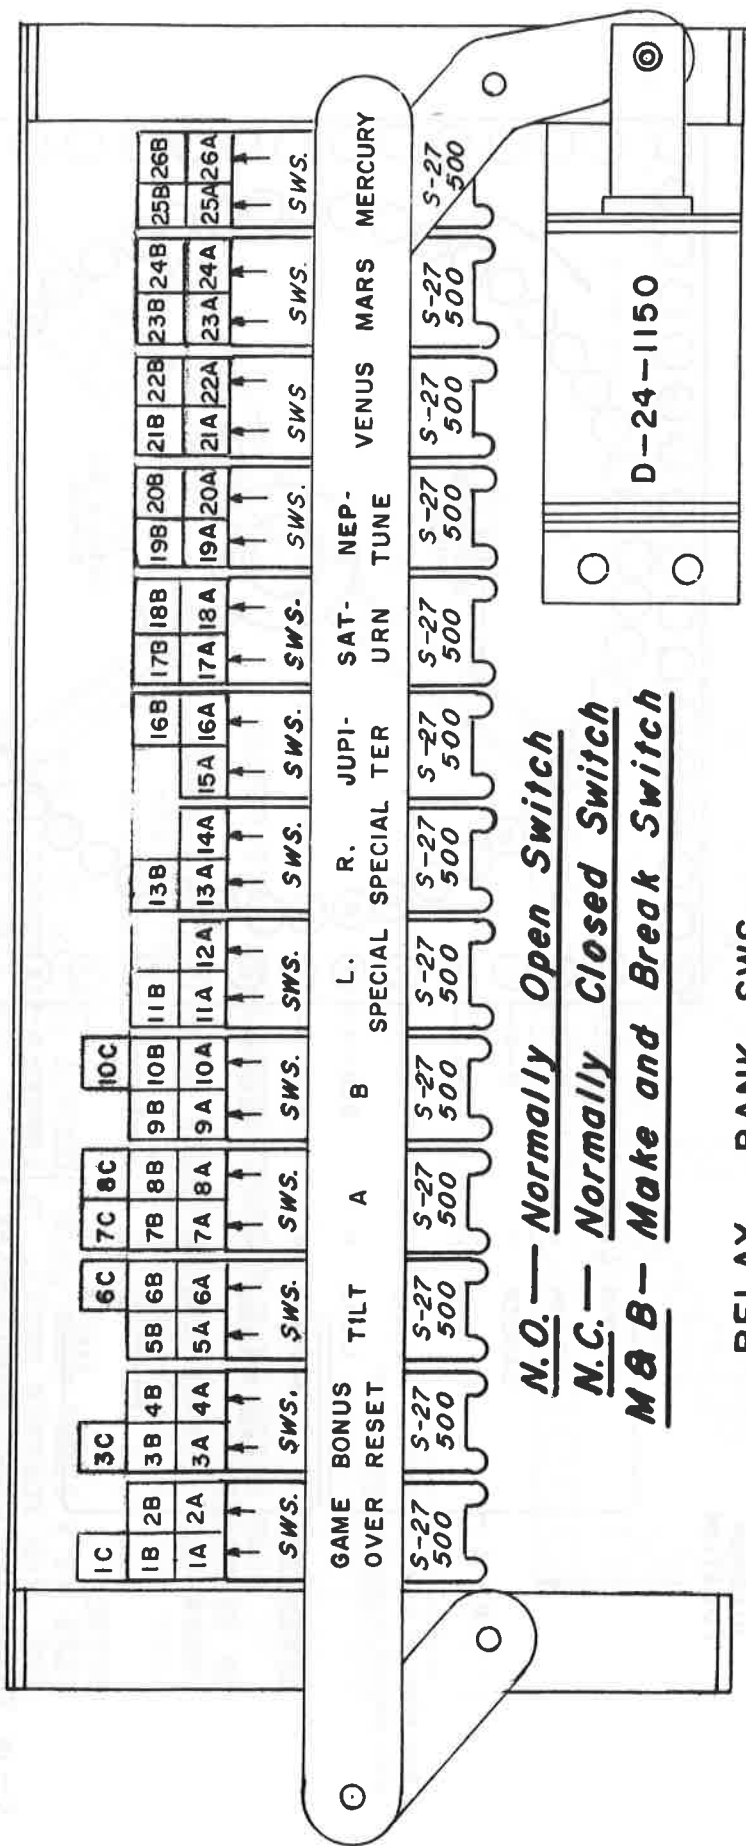 1C 3C 6C 7C 8C 10C
1B 2B 3B 4B 5B 6B 7B 8B 9B 10B 11B 13B 16B 17B 18B 19B 20B 21B 22B 23B 24B 25B 26B
1A 2A 3A 4A 5A 6A 7A 8A 9A 10A 11A 12A 13A 14A 15A 16A 17A 18A 19A 20A 21A 22A 23A 24A 25A 26A
SWS. SWS. SWS. SWS. SWS. SWS. SWS. SWS. SWS. SWS. SWS SWS. SWS.
GAME BONUS TILT A B L. R. JUPI- SAT- NEP- VENUS MARS MERCURY
OVER RESET SPECIAL SPECIAL TER URN TUNE
S-27 S-27 S-27 S-27 S-27 S-27 S-27 S-27 S-27 S-27 S-27 S-27 S-27
500 500 500 500 500 500 500 500 500 500 500 500 500
D-24-1150
N.O. — Normally Open Switch
N.C. — Normally Closed Switch
M & B — Make and Break Switch
RELAY BANK SWS